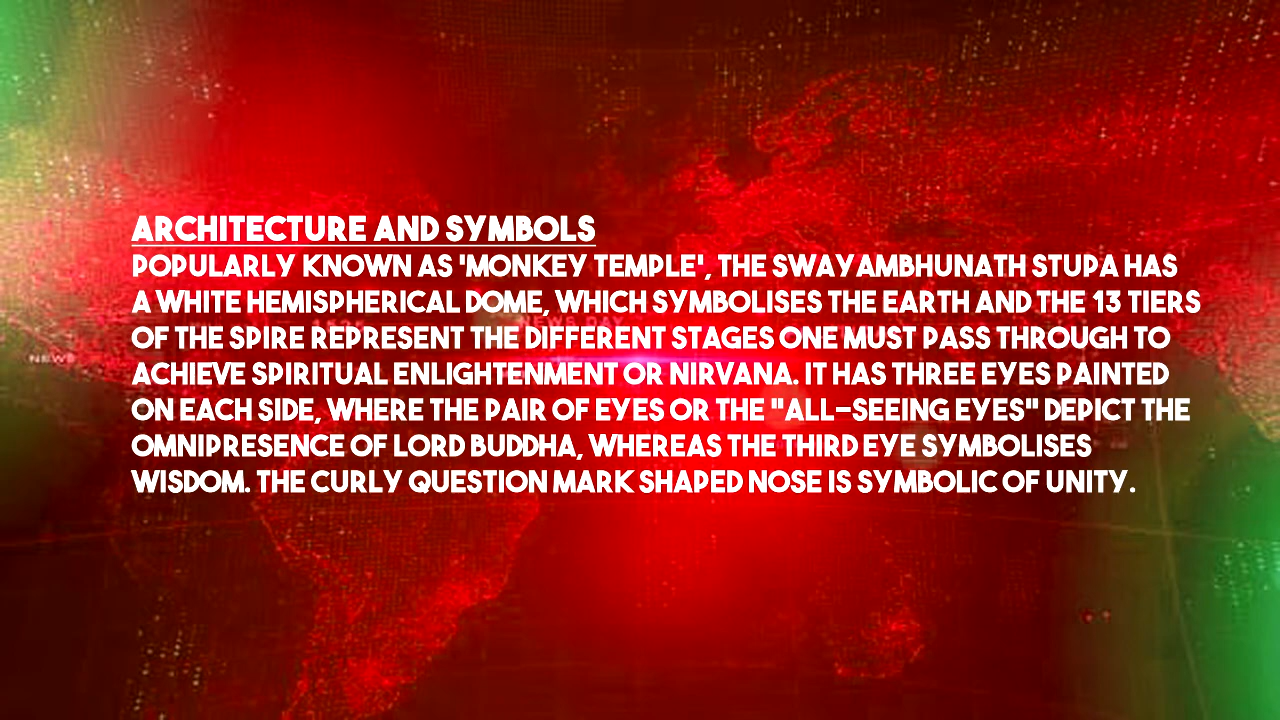 ARCHITECTURE AND SYMBOLS
POPULARLY KNOWN AS 'MONKEY TEMPLE', THE SWAYAMBHUNATH STUPA HAS
A WHITE HEMISPHERICAL DOME, WHICH SYMBOLISES THE EARTH AND THE 13 TIERS
OF THE SPIRE REPRESENT THE DIFFERENT STAGES ONE MUST PASS THROUGH TO
ACHIEVE SPIRITUAL ENLIGHTENMENT OR NIRVANA. IT HAS THREE EYES PAINTED
ON EACH SIDE, WHERE THE PAIR OF EYES OR THE "ALL-SEEING EYES" DEPICT THE
OMNIPRESENCE OF LORD BUDDHA, WHEREAS THE THIRD EYE SYMBOLISES
WISDOM. THE CURLY QUESTION MARK SHAPED NOSE IS SYMBOLIC OF UNITY.
NEWS